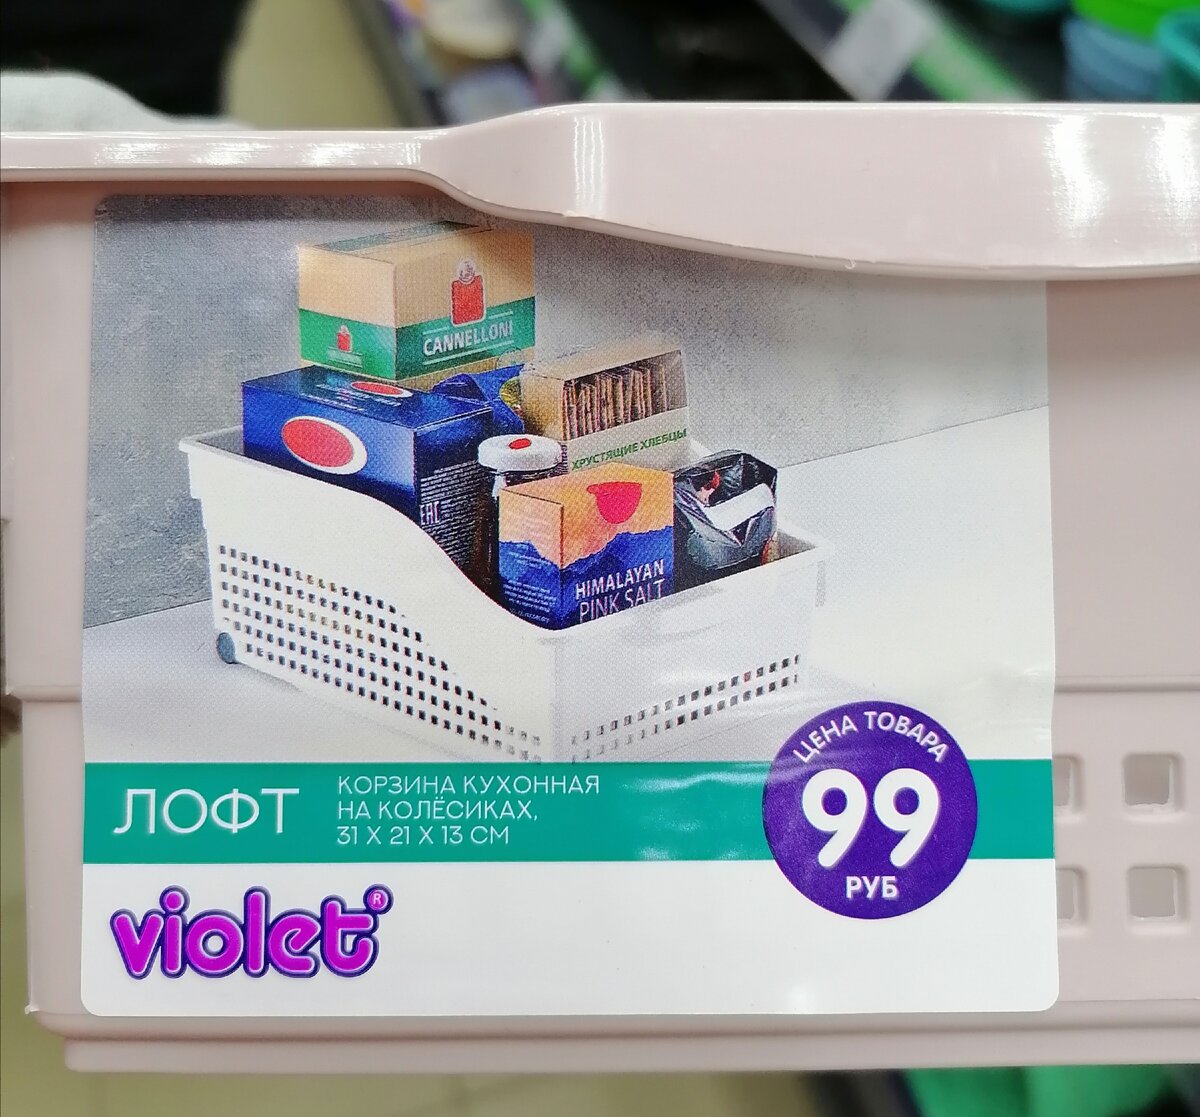 CANNELLONI
ХРУСТЯЩИЕ ХЛЕБЦЫ
EAC
HIMALAYAN
PINK SALT
ЦЕНА ТОВАРА
99
РУБ
ЛОФТ
КОРЗИНА КУХОННАЯ
НА КОЛЁСИКАХ,
31 X 21 X 13 СМ
violet®